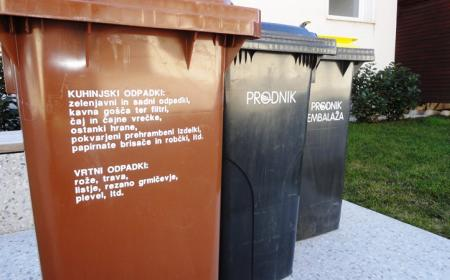 KUHINJSKI ODPADKI:
zelenjavni in sadni odpadki,
kavna gošča ter filtri,
čaj in čajne vrečke,
ostanki hrane,
pokvarjeni prehrambeni izdelki,
papirnate brisače in robčki, itd.
VRTNI ODPADKI:
rože, trava,
listje, rezano grmičevje,
plevel, itd.
PRODNIK
PRODNIK
EMBALAŽA